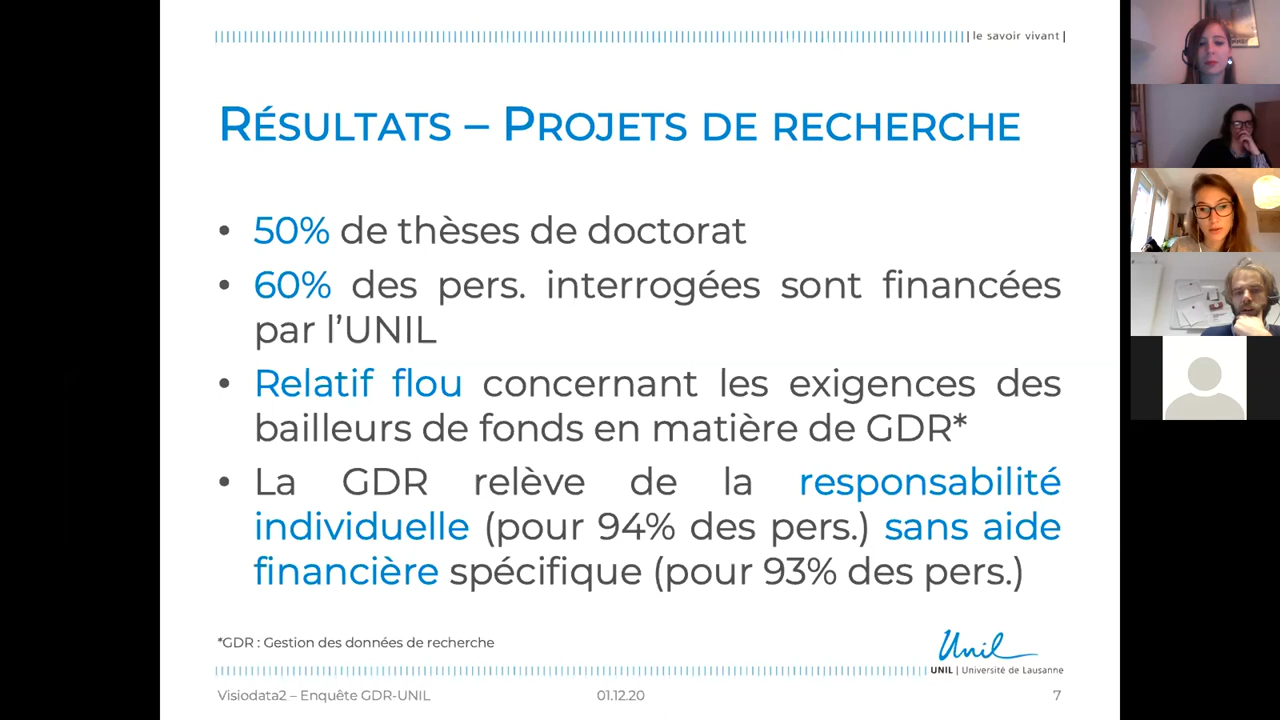 | le savoir vivant |
RÉSULTATS – PROJETS DE RECHERCHE
• 50% de thèses de doctorat
• 60% des pers. interrogées sont financées
par l’UNIL
• Relatif flou concernant les exigences des
bailleurs de fonds en matière de GDR*
• La GDR relève de la responsabilité
individuelle (pour 94% des pers.) sans aide
financière spécifique (pour 93% des pers.)
*GDR : Gestion des données de recherche
Unil
UNIL | Université de Lausanne
Visiodata2 – Enquête GDR-UNIL 01.12.20 7